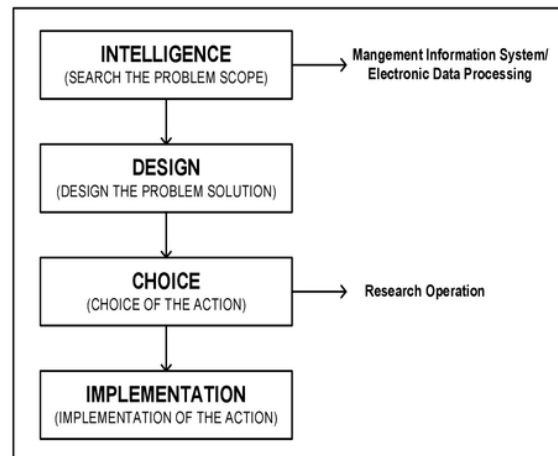 INTELLIGENCE
(SEARCH THE PROBLEM SCOPE)
Mangement Information System/
Electronic Data Processing
DESIGN
(DESIGN THE PROBLEM SOLUTION)
CHOICE
(CHOICE OF THE ACTION)
Research Operation
IMPLEMENTATION
(IMPLEMENTATION OF THE ACTION)